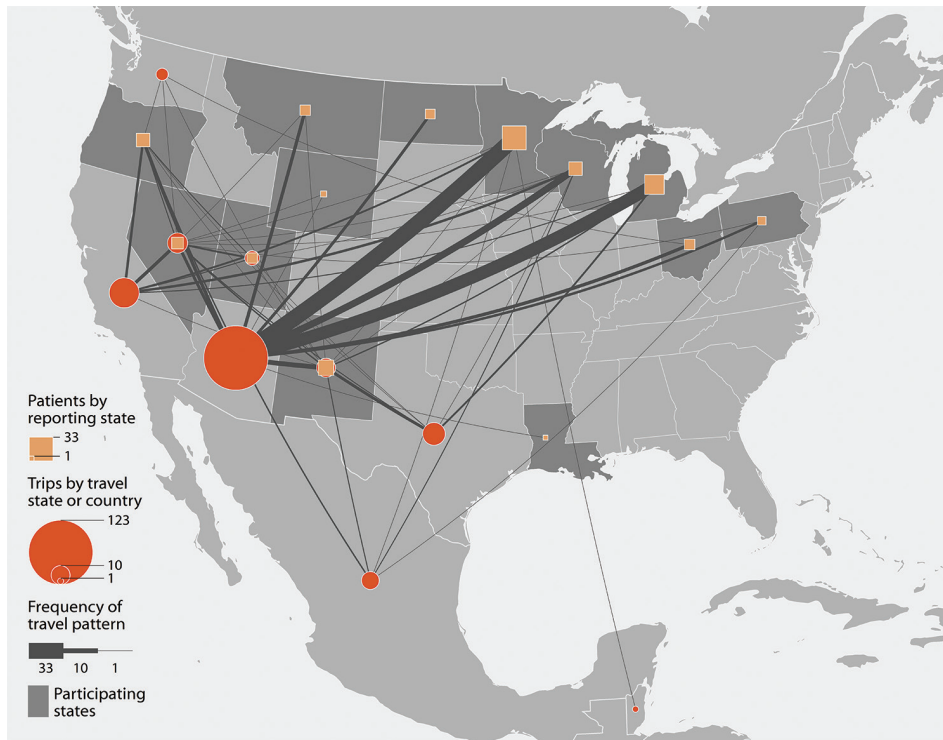 Patients by
reporting state
33
1
Trips by travel
state or country
123
10
1
Frequency of
travel pattern
33 10 1
Participating
states